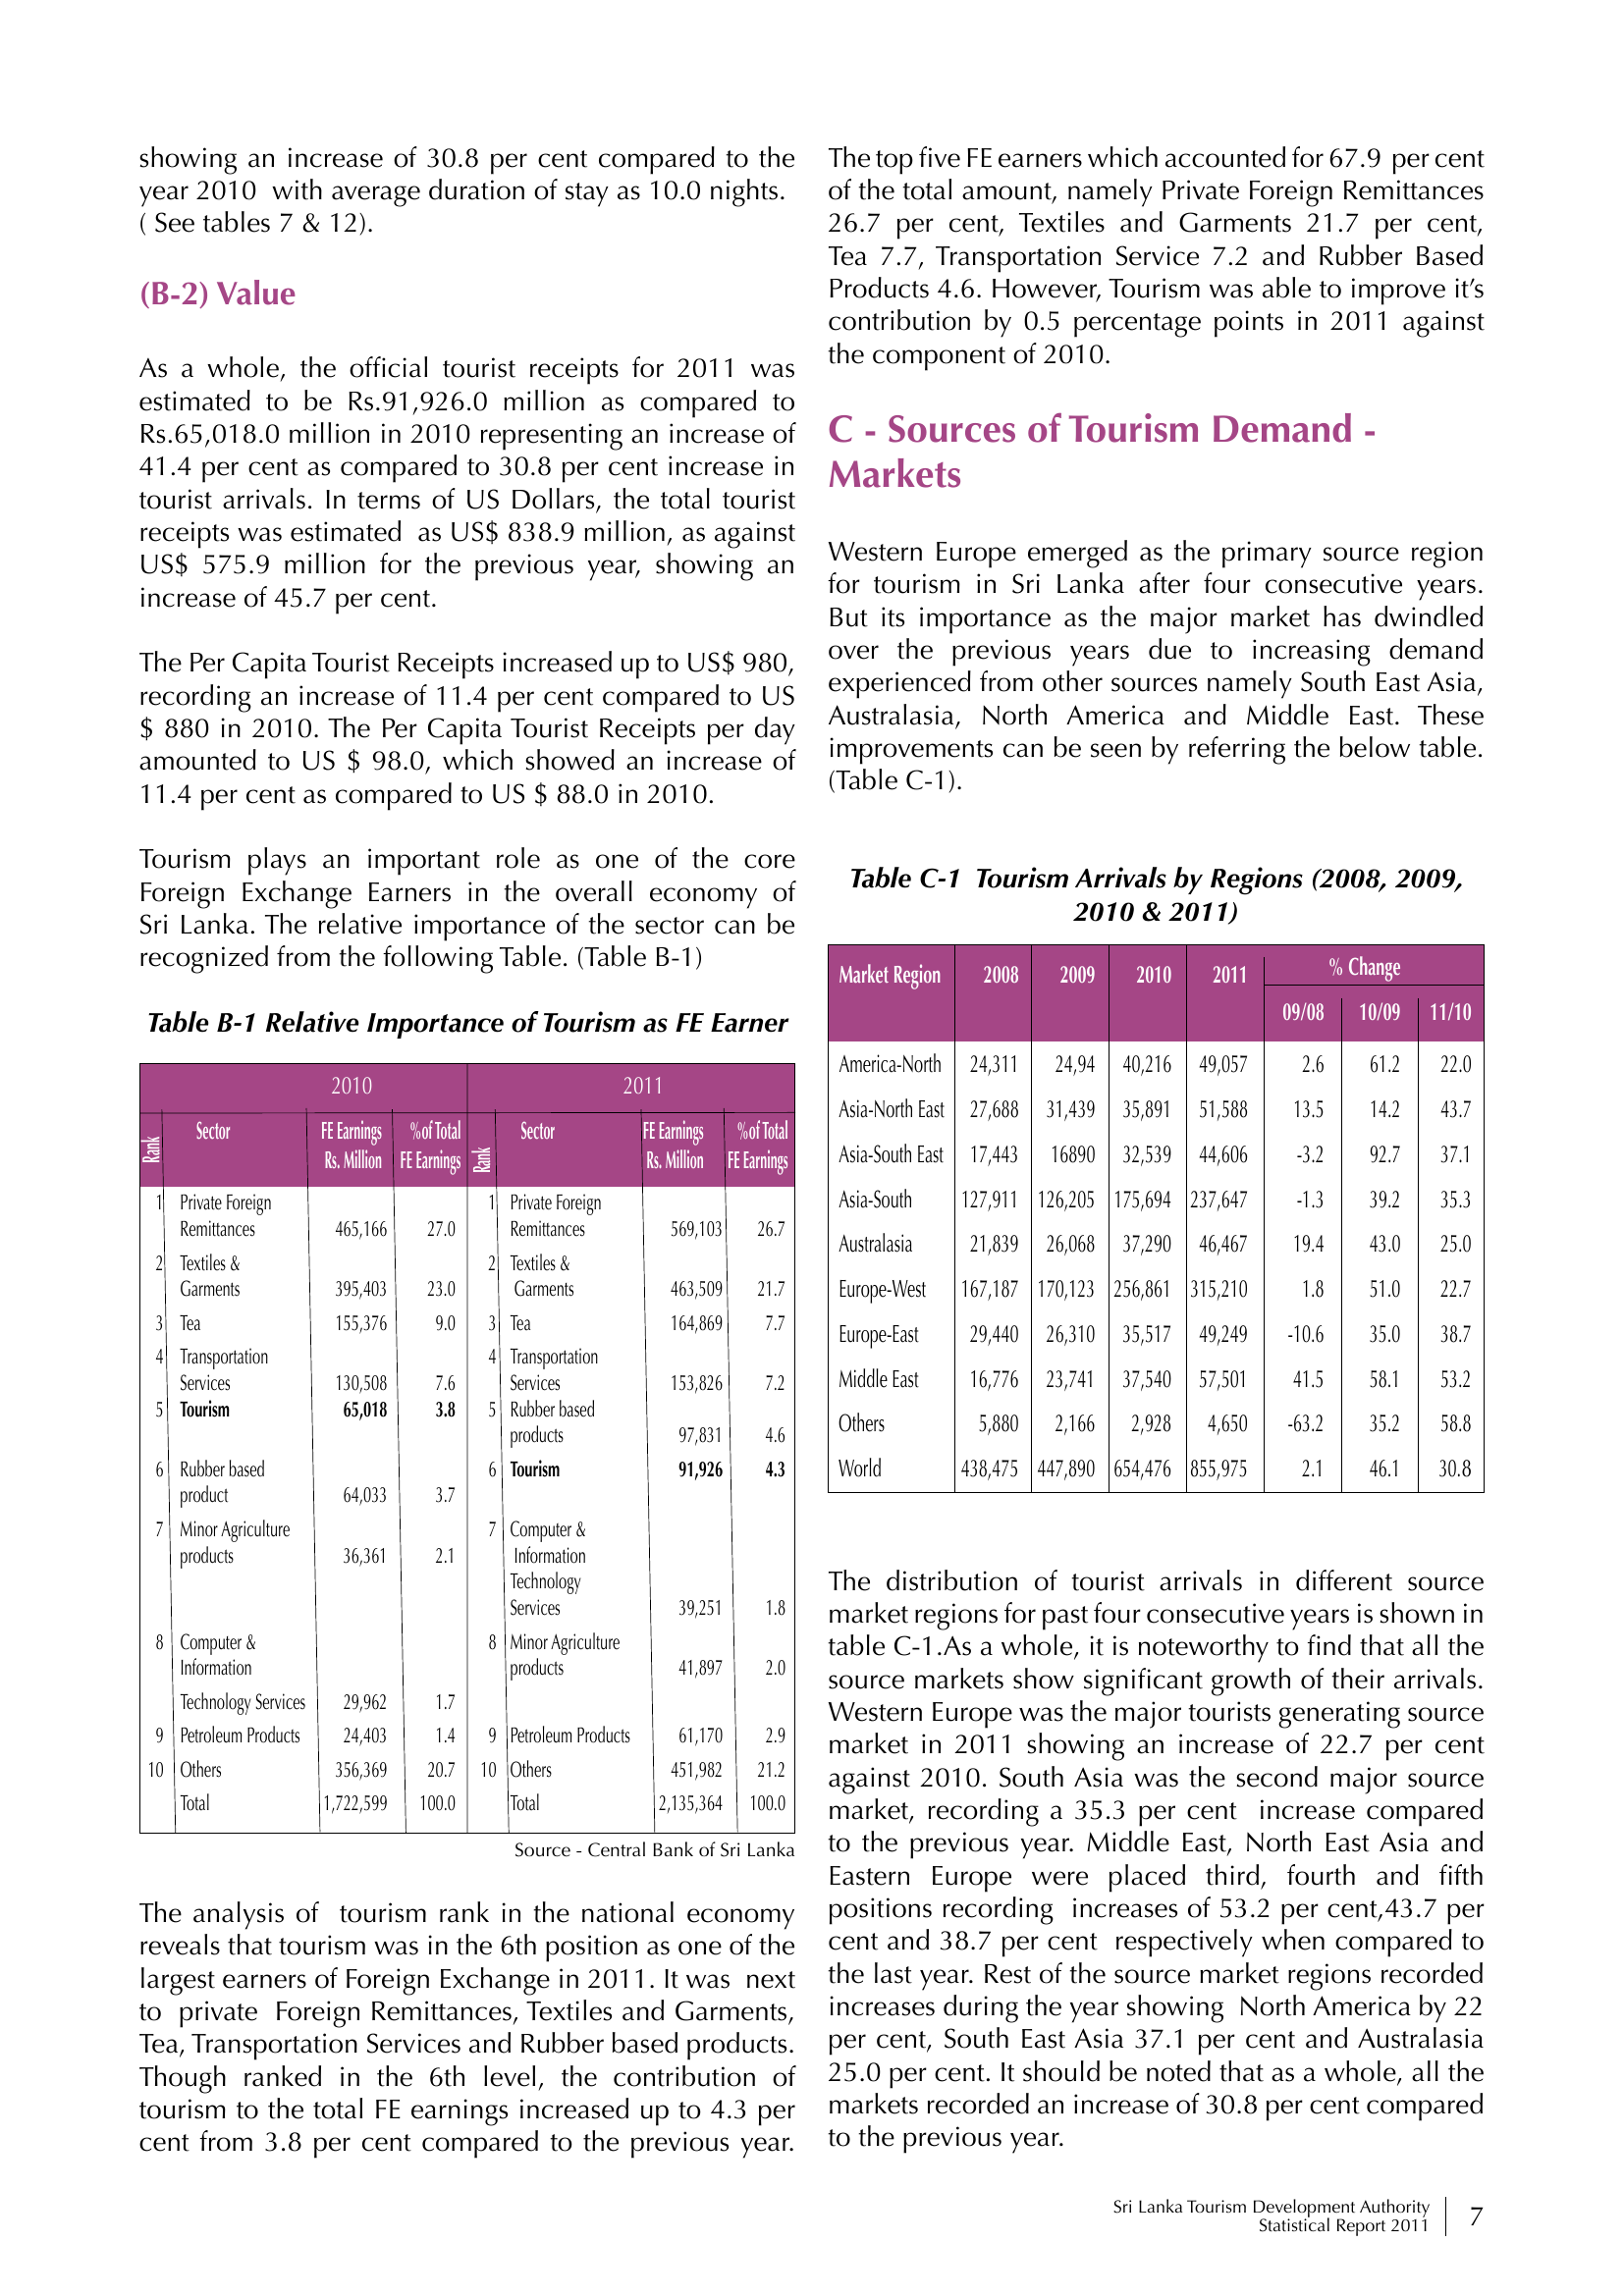 showing an increase of 30.8 per cent compared to the
year 2010 with average duration of stay as 10.0 nights.
( See tables 7 & 12).
(B-2) Value
As a whole, the official tourist receipts for 2011 was
estimated to be Rs.91,926.0 million as compared to
Rs.65,018.0 million in 2010 representing an increase of
41.4 per cent as compared to 30.8 per cent increase in
tourist arrivals. In terms of US Dollars, the total tourist
receipts was estimated as US$ 838.9 million, as against
US$ 575.9 million for the previous year, showing an
increase of 45.7 per cent.
The Per Capita Tourist Receipts increased up to US$ 980,
recording an increase of 11.4 per cent compared to US
$ 880 in 2010. The Per Capita Tourist Receipts per day
amounted to US $ 98.0, which showed an increase of
11.4 per cent as compared to US $ 88.0 in 2010.
Tourism plays an important role as one of the core
Foreign Exchange Earners in the overall economy of
Sri Lanka. The relative importance of the sector can be
recognized from the following Table. (Table B-1)
Table B-1 Relative Importance of Tourism as FE Earner
2010 2011
Rank Sector FE Earnings %of Total Rank Sector FE Earnings %of Total
Rs. Million FE Earnings Rs. Million FE Earnings
1 Private Foreign 1 Private Foreign
Remittances 465,166 27.0 Remittances 569,103 26.7
2 Textiles & 2 Textiles &
Garments 395,403 23.0 Garments 463,509 21.7
3 Tea 155,376 9.0 3 Tea 164,869 7.7
4 Transportation 4 Transportation
Services 130,508 7.6 Services 153,826 7.2
5 Tourism 65,018 3.8 5 Rubber based
products 97,831 4.6
6 Rubber based 6 Tourism 91,926 4.3
product 64,033 3.7
7 Minor Agriculture 7 Computer &
products 36,361 2.1 Information
Technology
Services 39,251 1.8
8 Computer & 8 Minor Agriculture
Information products 41,897 2.0
Technology Services 29,962 1.7
9 Petroleum Products 24,403 1.4 9 Petroleum Products 61,170 2.9
10 Others 356,369 20.7 10 Others 451,982 21.2
Total 1,722,599 100.0 Total 2,135,364 100.0
Source - Central Bank of Sri Lanka
The analysis of tourism rank in the national economy
reveals that tourism was in the 6th position as one of the
largest earners of Foreign Exchange in 2011. It was next
to private Foreign Remittances, Textiles and Garments,
Tea, Transportation Services and Rubber based products.
Though ranked in the 6th level, the contribution of
tourism to the total FE earnings increased up to 4.3 per
cent from 3.8 per cent compared to the previous year.
The top five FE earners which accounted for 67.9 per cent
of the total amount, namely Private Foreign Remittances
26.7 per cent, Textiles and Garments 21.7 per cent,
Tea 7.7, Transportation Service 7.2 and Rubber Based
Products 4.6. However, Tourism was able to improve it's
contribution by 0.5 percentage points in 2011 against
the component of 2010.
C - Sources of Tourism Demand -
Markets
Western Europe emerged as the primary source region
for tourism in Sri Lanka after four consecutive years.
But its importance as the major market has dwindled
over the previous years due to increasing demand
experienced from other sources namely South East Asia,
Australasia, North America and Middle East. These
improvements can be seen by referring the below table.
(Table C-1).
Table C-1 Tourism Arrivals by Regions (2008, 2009,
2010 & 2011)
Market Region 2008 2009 2010 2011 % Change
09/08 10/09 11/10
America-North 24,311 24,94 40,216 49,057 2.6 61.2 22.0
Asia-North East 27,688 31,439 35,891 51,588 13.5 14.2 43.7
Asia-South East 17,443 16890 32,539 44,606 -3.2 92.7 37.1
Asia-South 127,911 126,205 175,694 237,647 -1.3 39.2 35.3
Australasia 21,839 26,068 37,290 46,467 19.4 43.0 25.0
Europe-West 167,187 170,123 256,861 315,210 1.8 51.0 22.7
Europe-East 29,440 26,310 35,517 49,249 -10.6 35.0 38.7
Middle East 16,776 23,741 37,540 57,501 41.5 58.1 53.2
Others 5,880 2,166 2,928 4,650 -63.2 35.2 58.8
World 438,475 447,890 654,476 855,975 2.1 46.1 30.8
The distribution of tourist arrivals in different source
market regions for past four consecutive years is shown in
table C-1.As a whole, it is noteworthy to find that all the
source markets show significant growth of their arrivals.
Western Europe was the major tourists generating source
market in 2011 showing an increase of 22.7 per cent
against 2010. South Asia was the second major source
market, recording a 35.3 per cent increase compared
to the previous year. Middle East, North East Asia and
Eastern Europe were placed third, fourth and fifth
positions recording increases of 53.2 per cent,43.7 per
cent and 38.7 per cent respectively when compared to
the last year. Rest of the source market regions recorded
increases during the year showing North America by 22
per cent, South East Asia 37.1 per cent and Australasia
25.0 per cent. It should be noted that as a whole, all the
markets recorded an increase of 30.8 per cent compared
to the previous year.
Sri Lanka Tourism Development Authority
Statistical Report 2011
7